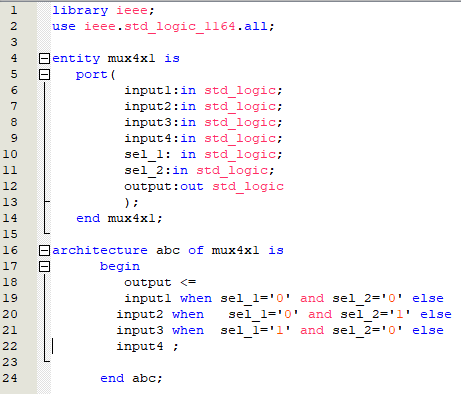 1 library ieee;
2 use ieee.std_logic_1164.all;
3
4 entity mux4x1 is
5 port(
6 input1:in std_logic;
7 input2:in std_logic;
8 input3:in std_logic;
9 input4:in std_logic;
10 sel_1: in std_logic;
11 sel_2:in std_logic;
12 output:out std_logic
13 );
14 end mux4x1;
15
16 architecture abc of mux4x1 is
17 begin
18 output <=
19 input1 when sel_1='0' and sel_2='0' else
20 input2 when sel_1='0' and sel_2='1' else
21 input3 when sel_1='1' and sel_2='0' else
22 input4 ;
23
24 end abc;